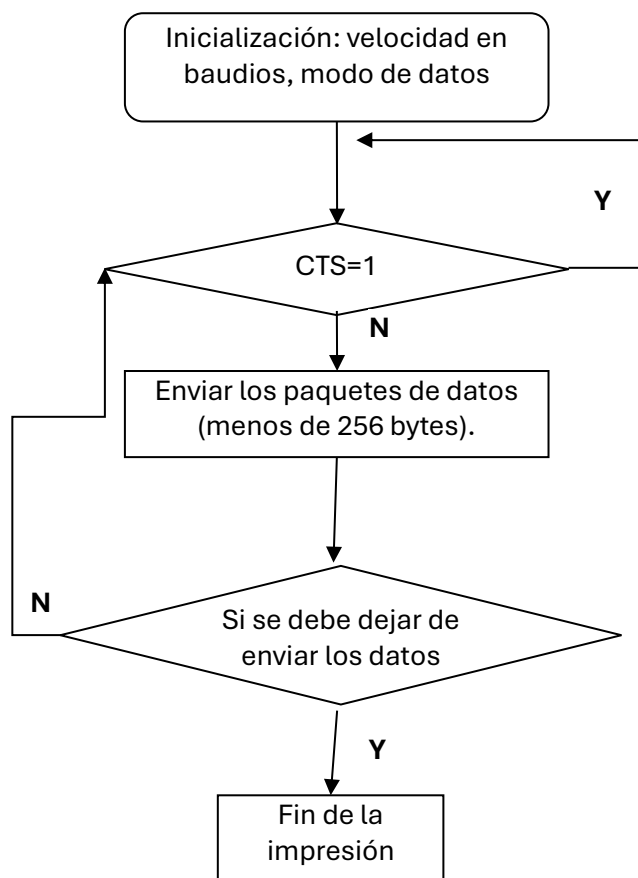 Inicialización: velocidad en
baudios, modo de datos
Y
CTS=1
N
Enviar los paquetes de datos
(menos de 256 bytes).
N
Si se debe dejar de
enviar los datos
Y
Fin de la
impresión